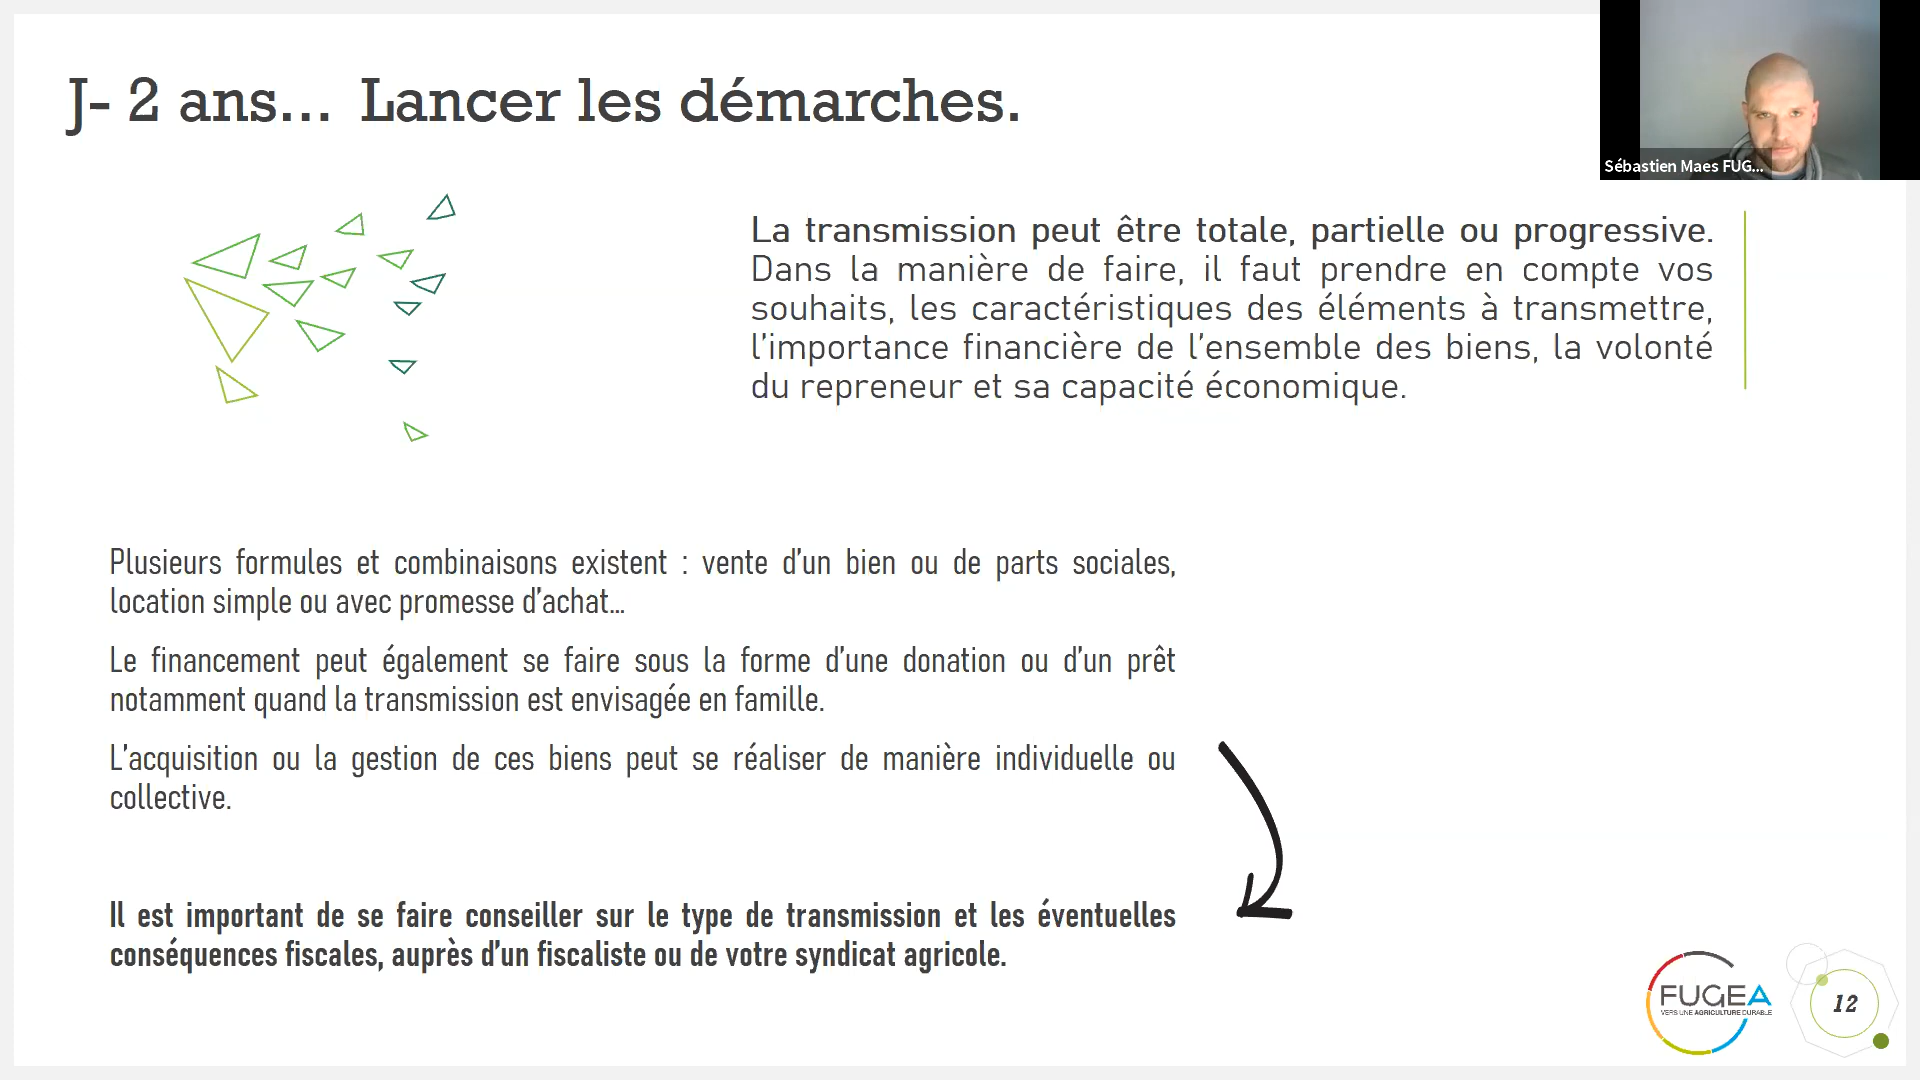 J- 2 ans... Lancer les démarches.
Sébastien Maes FUG...
La transmission peut être totale, partielle ou progressive.
Dans la manière de faire, il faut prendre en compte vos
souhaits, les caractéristiques des éléments à transmettre,
l'importance financière de l'ensemble des biens, la volonté
du repreneur et sa capacité économique.
Plusieurs formules et combinaisons existent : vente d'un bien ou de parts sociales,
location simple ou avec promesse d'achat...
Le financement peut également se faire sous la forme d'une donation ou d'un prêt
notamment quand la transmission est envisagée en famille.
L'acquisition ou la gestion de ces biens peut se réaliser de manière individuelle ou
collective.
Il est important de se faire conseiller sur le type de transmission et les éventuelles
conséquences fiscales, auprès d'un fiscaliste ou de votre syndicat agricole.
FUGEA
VERS UNE AGRICULTURE DURABLE
12